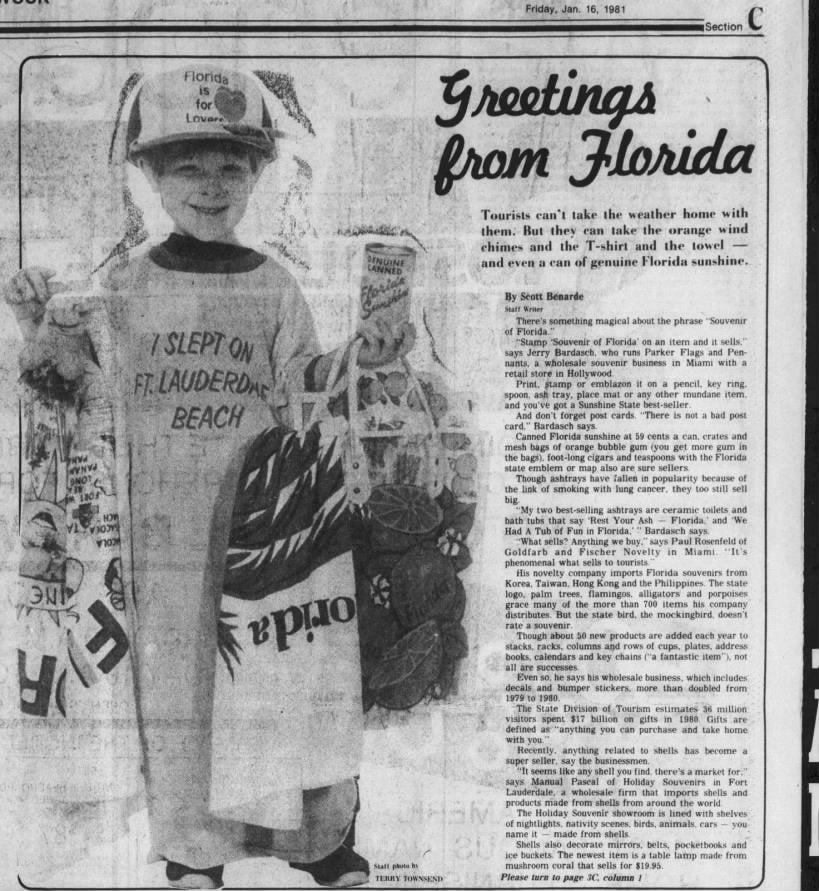 Friday, Jan. 16, 1981
Section C
Florida
is
for
Lovers
GENUINE
CANNED
Florida
Sunshine
I SLEPT ON
FT. LAUDERDALE
BEACH
Greetings
from Florida
Tourists can't take the weather home with
them. But they can take the orange wind
chimes and the T-shirt and the towel —
and even a can of genuine Florida sunshine.
By Scott Benarde
Staff Writer
There's something magical about the phrase "Souvenir
of Florida."
"Stamp 'Souvenir of Florida' on an item and it sells,"
says Jerry Bardasch, who runs Parker Flags and Pen-
nants, a wholesale souvenir business in Miami with a
retail store in Hollywood.
Print, stamp or emblazon it on a pencil, key ring,
spoon, ash tray, place mat or any other mundane item,
and you've got a Sunshine State best-seller.
And don't forget post cards. "There is not a bad post
card," Bardasch says.
Canned Florida sunshine at 59 cents a can, crates and
mesh bags of orange bubble gum (you get more gum in
the bags), foot-long cigars and teaspoons with the Florida
state emblem or map also are sure sellers.
Though ashtrays have fallen in popularity because of
the link of smoking with lung cancer, they too still sell
big.
"My two best-selling ashtrays are ceramic toilets and
bath tubs that say 'Rest Your Ash — Florida,' and 'We
Had A Tub of Fun in Florida,' " Bardasch says.
"What sells? Anything we buy," says Paul Rosenfeld of
Goldfarb and Fischer Novelty in Miami. "It's
phenomenal what sells to tourists."
His novelty company imports Florida souvenirs from
Korea, Taiwan, Hong Kong and the Philippines. The state
logo, palm trees, flamingos, alligators and porpoises
grace many of the more than 700 items his company
distributes. But the state bird, the mockingbird, doesn't
rate a souvenir.
Though about 50 new products are added each year to
stacks, racks, columns and rows of cups, plates, address
books, calendars and key chains ("a fantastic item"), not
all are successes.
Even so, he says his wholesale business, which includes
decals and bumper stickers, more than doubled from
1979 to 1980.
The State Division of Tourism estimates 36 million
visitors spent $17 billion on gifts in 1980. Gifts are
defined as "anything you can purchase and take home
with you."
Recently, anything related to shells has become a
super seller, say the businessmen.
"It seems like any shell you find, there's a market for,"
says Manual Pascal of Holiday Souvenirs in Fort
Lauderdale, a wholesale firm that imports shells and
products made from shells from around the world.
The Holiday Souvenir showroom is lined with shelves
of nightlights, nativity scenes, birds, animals, cars — you
name it — made from shells.
Shells also decorate mirrors, belts, pocketbooks and
ice buckets. The newest item is a table lamp made from
mushroom coral that sells for $19.95.
Please turn to page 3C, column 1
Staff photo by
TERRY TOWNSEND
orida